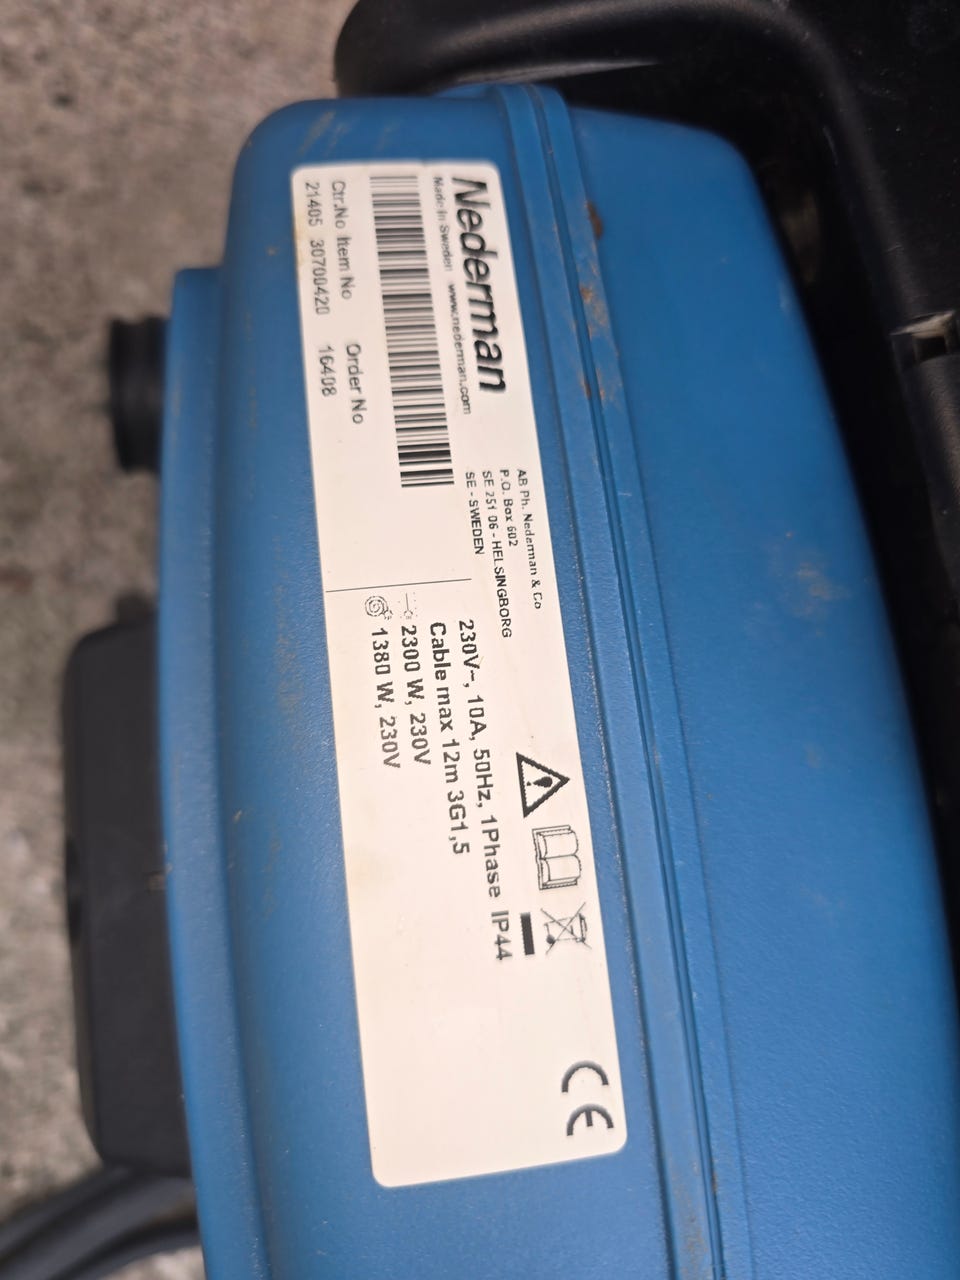 Nederman
Made in Sweden www.nederman.com
Ctr.No Item No Order No
21405 30700420 16408
AB Ph. Nederman & Co
P.O. Box 602
SE 251 06 - HELSINGBORG
SE - SWEDEN
230V~, 10A, 50Hz, 1Phase IP44
Cable max 12m 3G1,5
2300 W, 230V
1380 W, 230V
CE